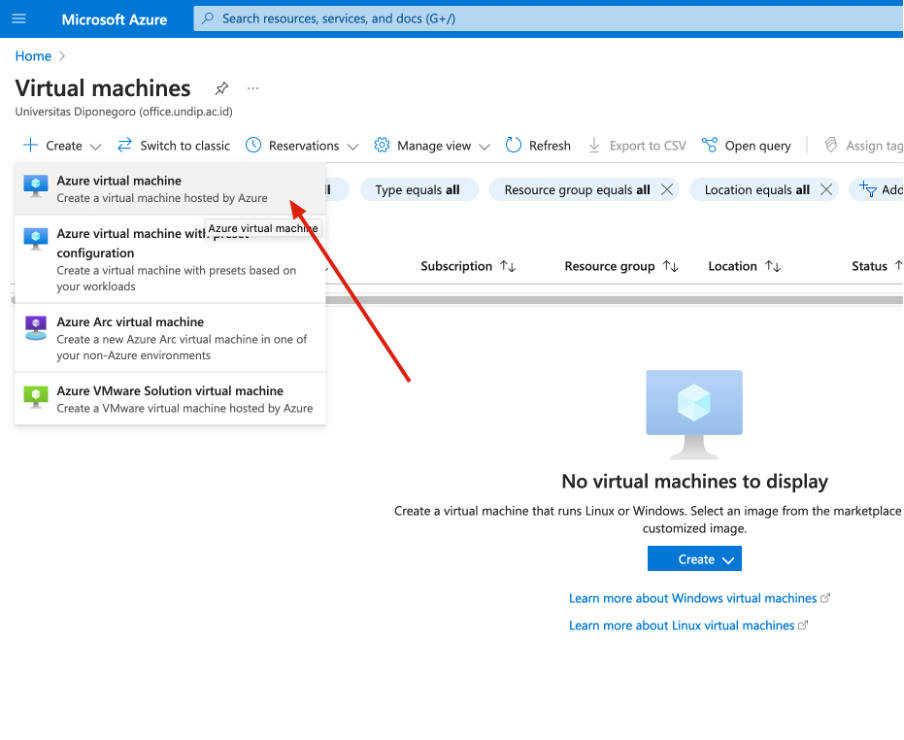 Microsoft Azure
Search resources, services, and docs (G+/)
Home
Virtual machines
Universitas Diponegoro (office.undip.ac.id)
Create
Switch to classic
Reservations
Manage view
Refresh
Export to CSV
Open query
Assign tag
Type equals all
Resource group equals all
Location equals all
Add
Azure virtual machine
Create a virtual machine hosted by Azure
Azure virtual machine
Azure virtual machine with preset
configuration
Create a virtual machine with presets based on
your workloads
Azure Arc virtual machine
Create a new Azure Arc virtual machine in one of
your non-Azure environments
Azure VMware Solution virtual machine
Create a VMware virtual machine hosted by Azure
Subscription
Resource group
Location
Status
No virtual machines to display
Create a virtual machine that runs Linux or Windows. Select an image from the marketplace
customized image.
Create
Learn more about Windows virtual machines
Learn more about Linux virtual machines